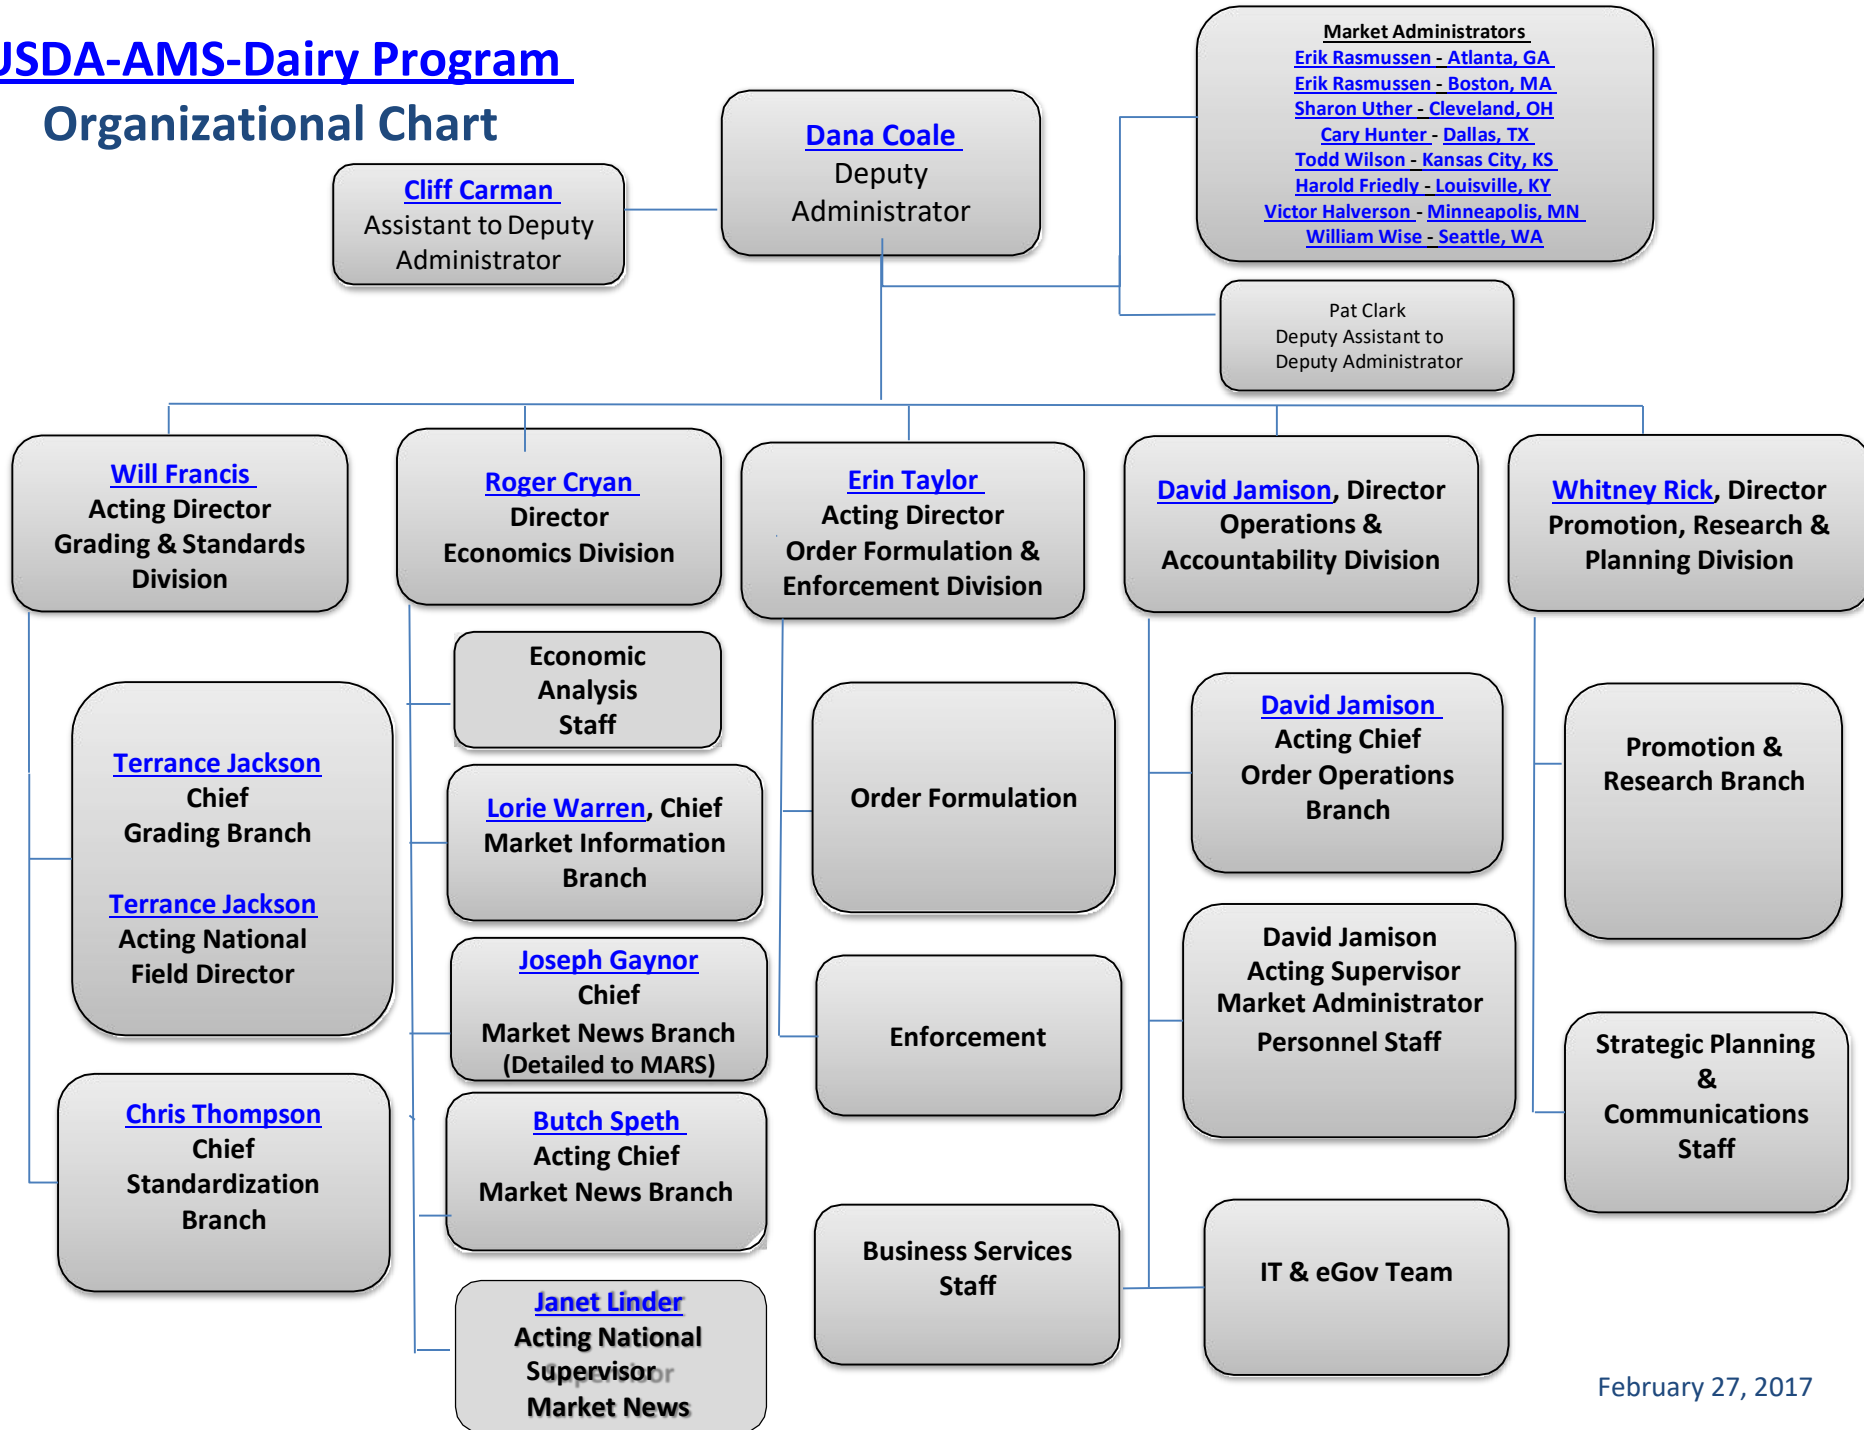 USDA-AMS-Dairy Program
Organizational Chart
Cliff Carman
Assistant to Deputy
Administrator
Dana Coale
Deputy
Administrator
Market Administrators
Erik Rasmussen - Atlanta, GA
Erik Rasmussen - Boston, MA
Sharon Uther - Cleveland, OH
Cary Hunter - Dallas, TX
Todd Wilson - Kansas City, KS
Harold Friedly - Louisville, KY
Victor Halverson - Minneapolis, MN
William Wise - Seattle, WA
Pat Clark
Deputy Assistant to
Deputy Administrator
Will Francis
Acting Director
Grading & Standards
Division
Terrance Jackson
Chief
Grading Branch
Terrance Jackson
Acting National
Field Director
Chris Thompson
Chief
Standardization
Branch
Roger Cryan
Director
Economics Division
Economic
Analysis
Staff
Lorie Warren, Chief
Market Information
Branch
Joseph Gaynor
Chief
Market News Branch
(Detailed to MARS)
Butch Speth
Acting Chief
Market News Branch
Janet Linder
Acting National
Supervisor
Market News
Erin Taylor
Acting Director
Order Formulation &
Enforcement Division
Order Formulation
Enforcement
David Jamison, Director
Operations &
Accountability Division
David Jamison
Acting Chief
Order Operations
Branch
David Jamison
Acting Supervisor
Market Administrator
Personnel Staff
Business Services
Staff
IT & eGov Team
Whitney Rick, Director
Promotion, Research &
Planning Division
Promotion &
Research Branch
Strategic Planning
&
Communications
Staff
February 27, 2017